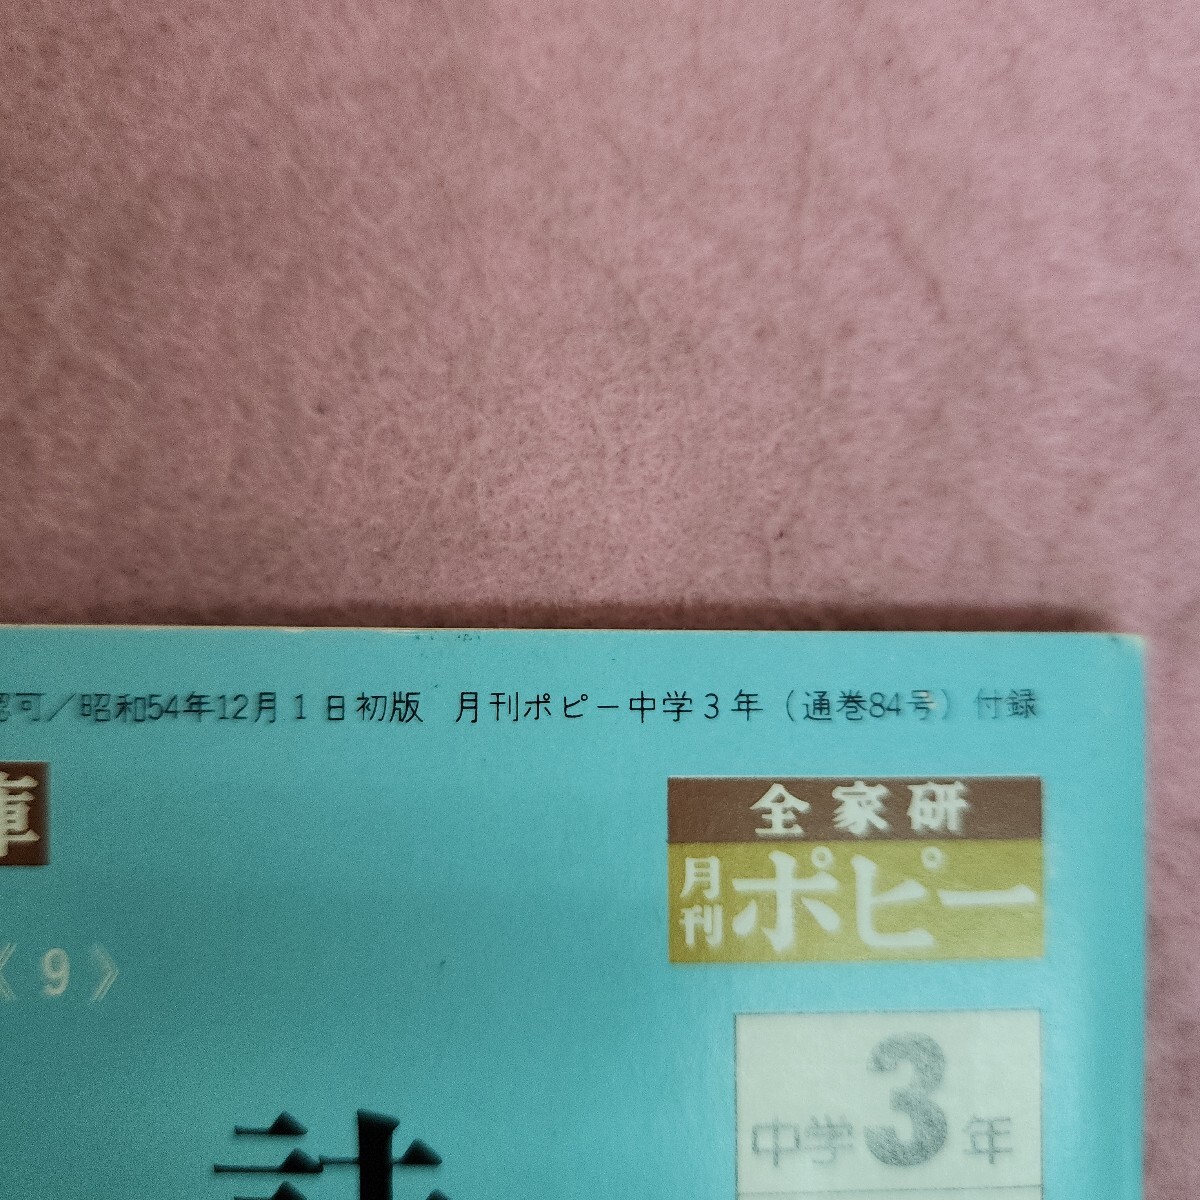 認可／昭和54年12月1日初版 月刊ポピー中学3年（通巻84号）付録
庫
全家研
月刊ポピー
《9》
中学3年